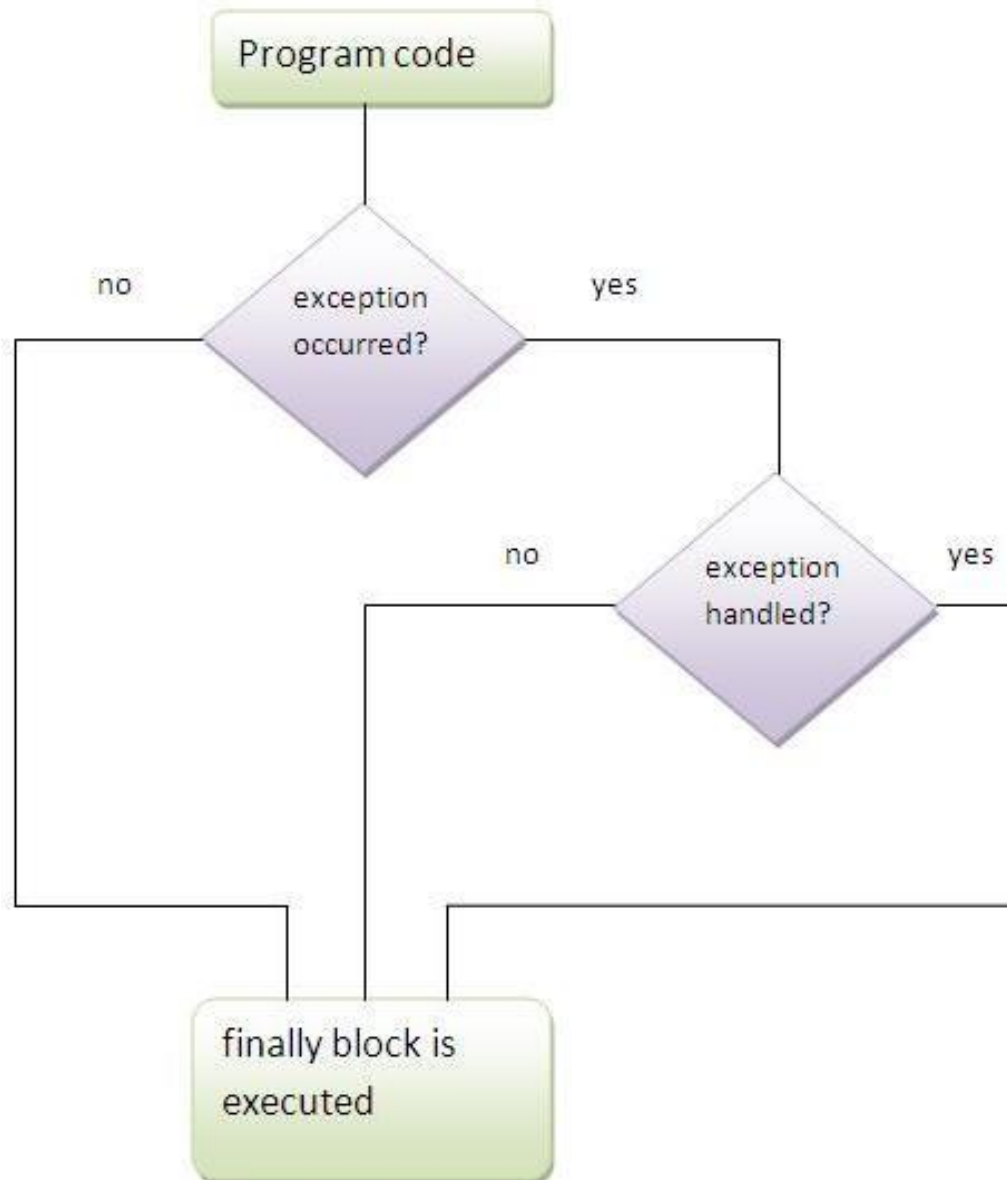 Program code
no
yes
exception
occurred?
no
yes
exception
handled?
finally block is
executed